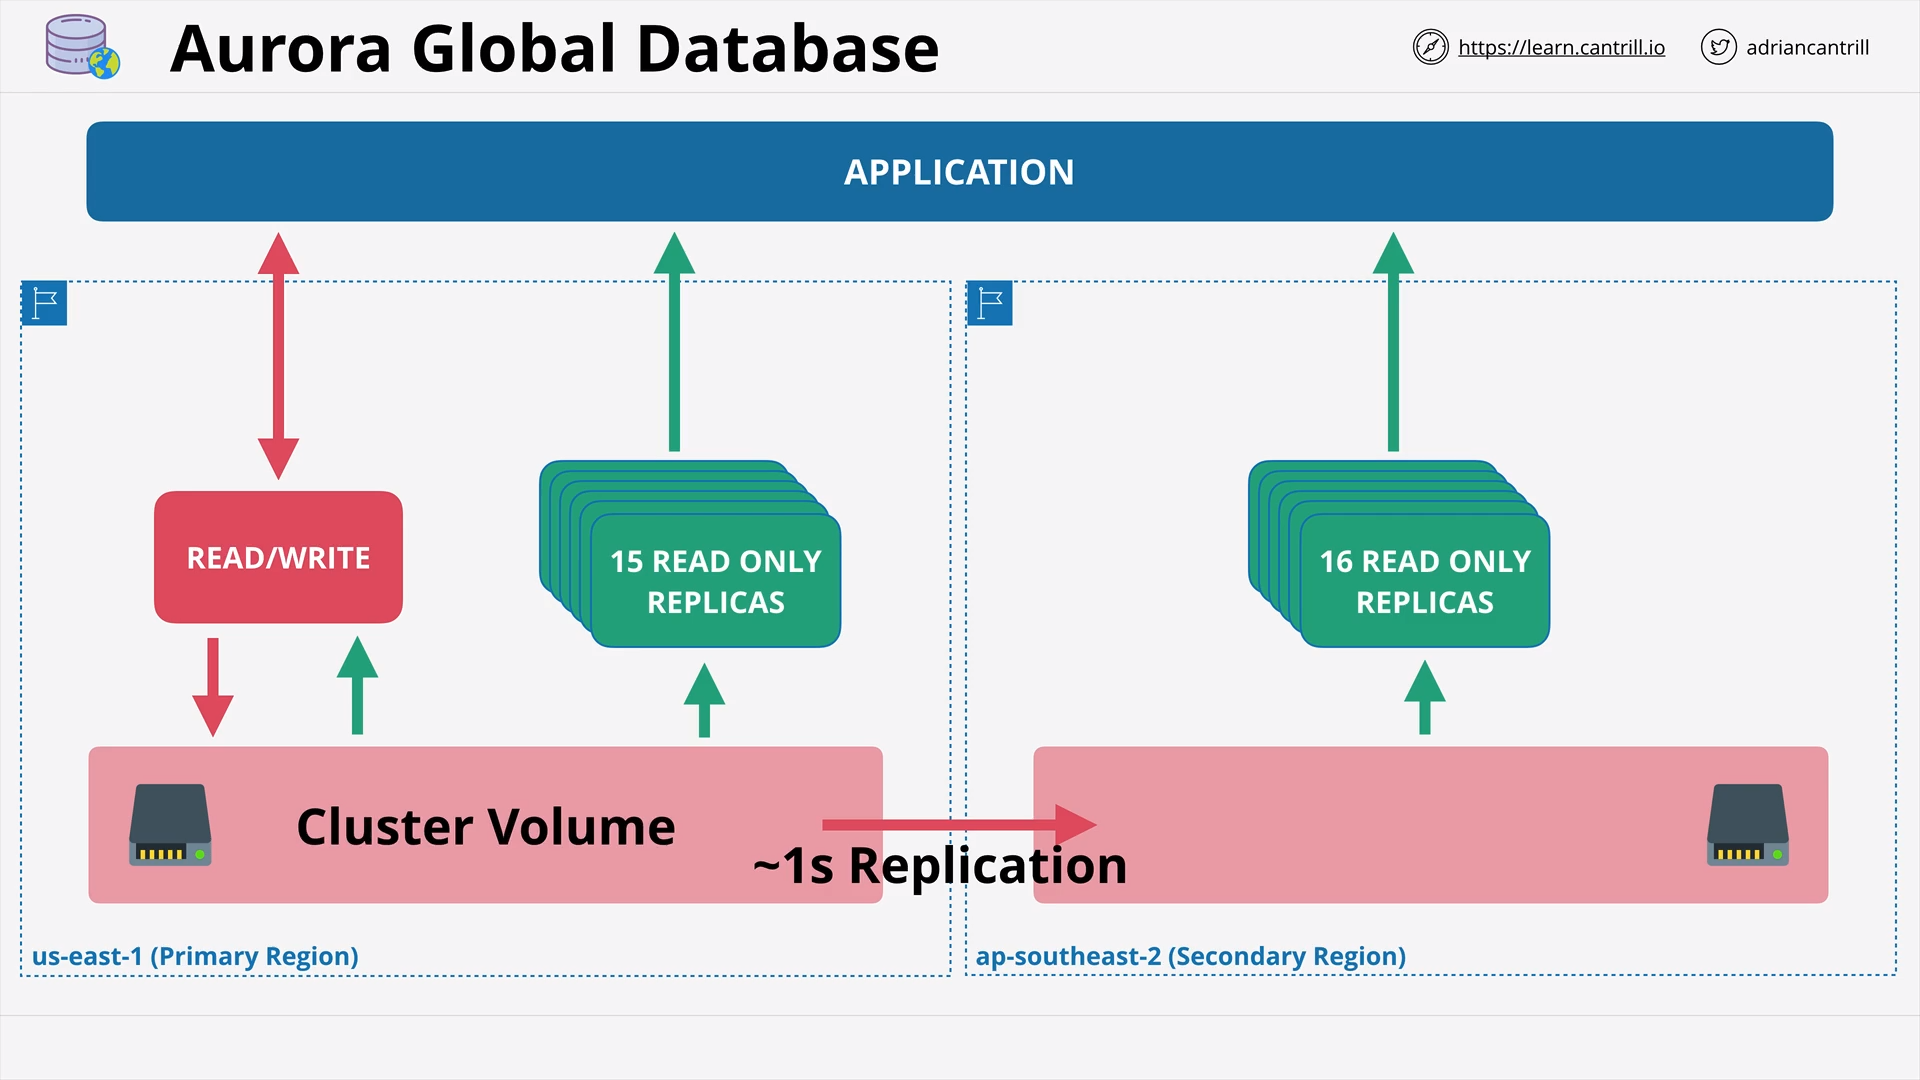 Aurora Global Database
https://learn.cantrill.io
adriancantrill
APPLICATION
READ/WRITE
15 READ ONLY
REPLICAS
16 READ ONLY
REPLICAS
Cluster Volume
~1s Replication
us-east-1 (Primary Region)
ap-southeast-2 (Secondary Region)